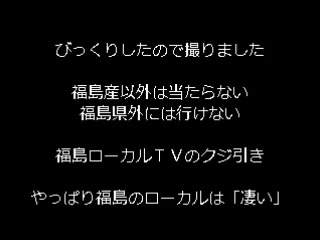 びっくりしたので撮りました
福島産以外は当たらない
福島県外には行けない
福島ローカルＴＶのクジ引き
やっぱり福島のローカルは「凄い」